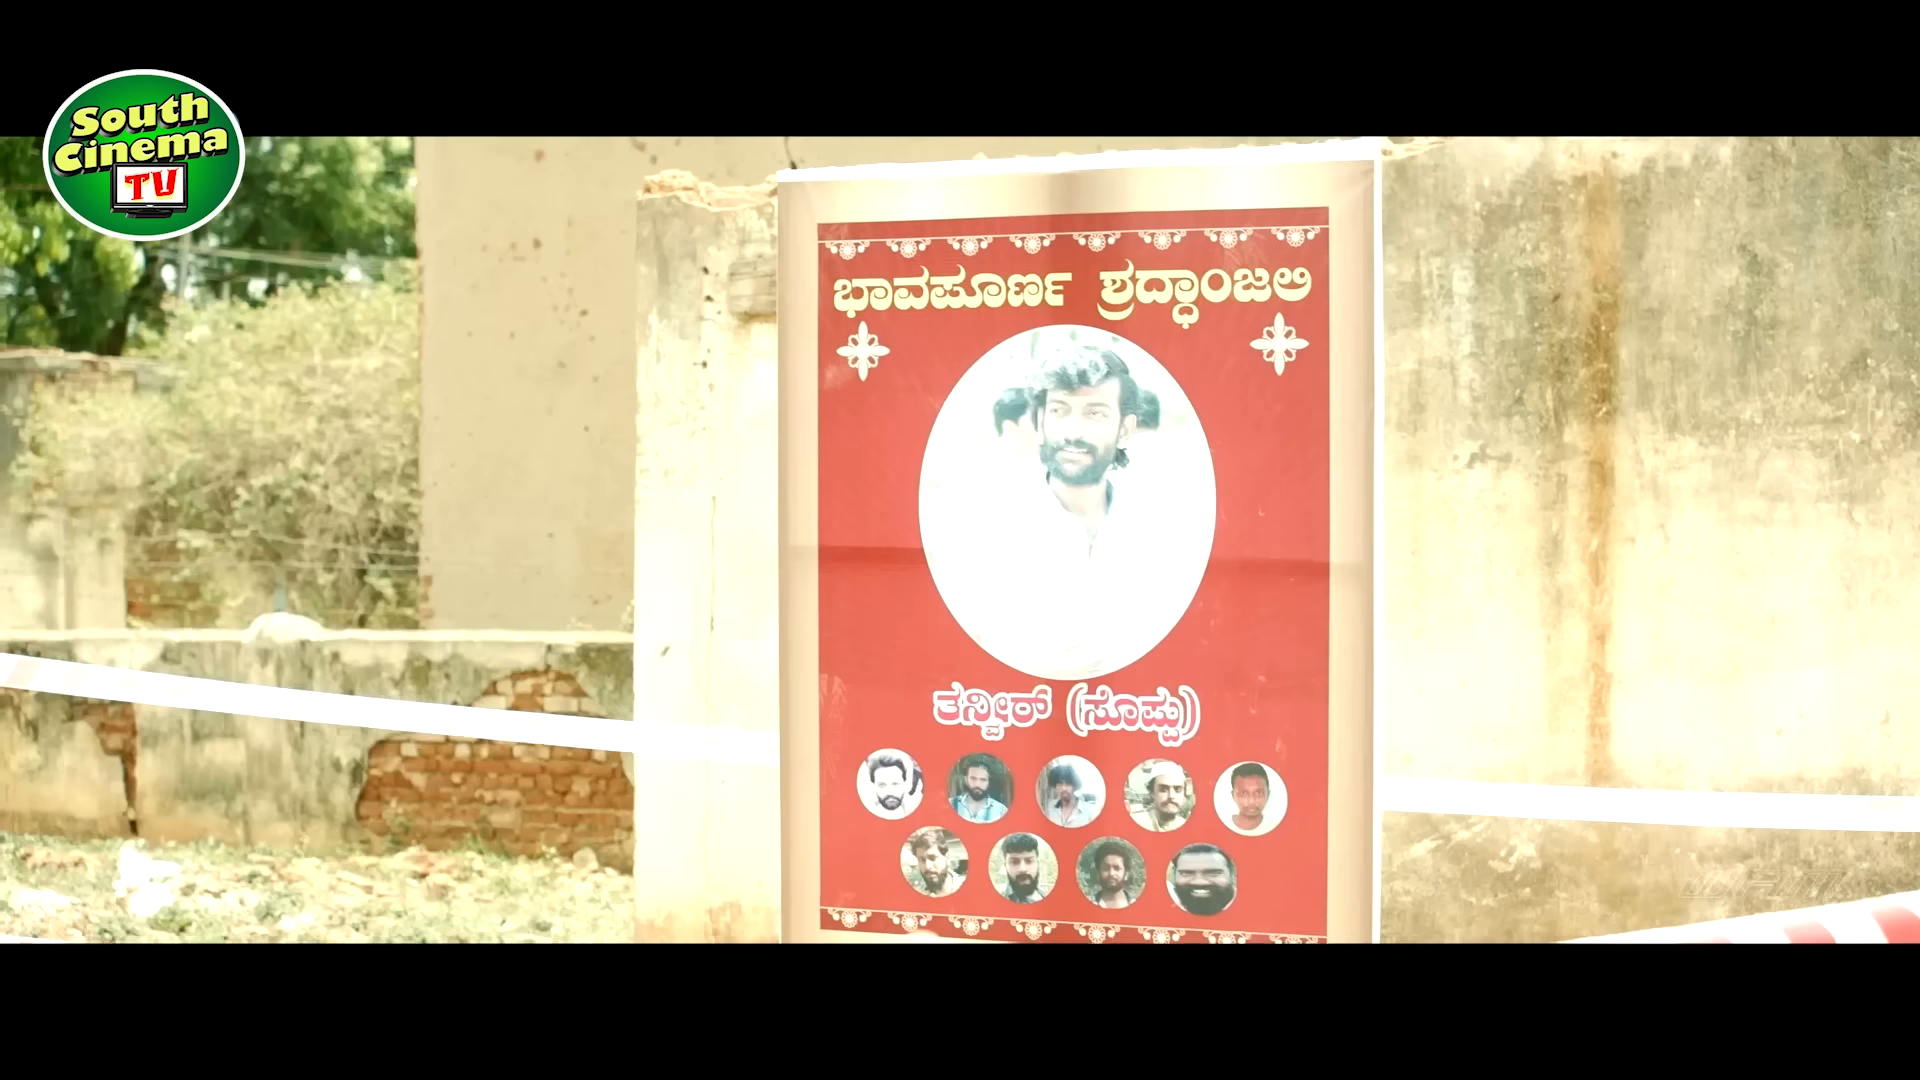 South
Cinema
TV
ಭಾವಪೂರ್ಣ ಶ್ರದ್ಧಾಂಜಲಿ
ತನ್ವೀರ್ (ಸೊಪ್ಪು)